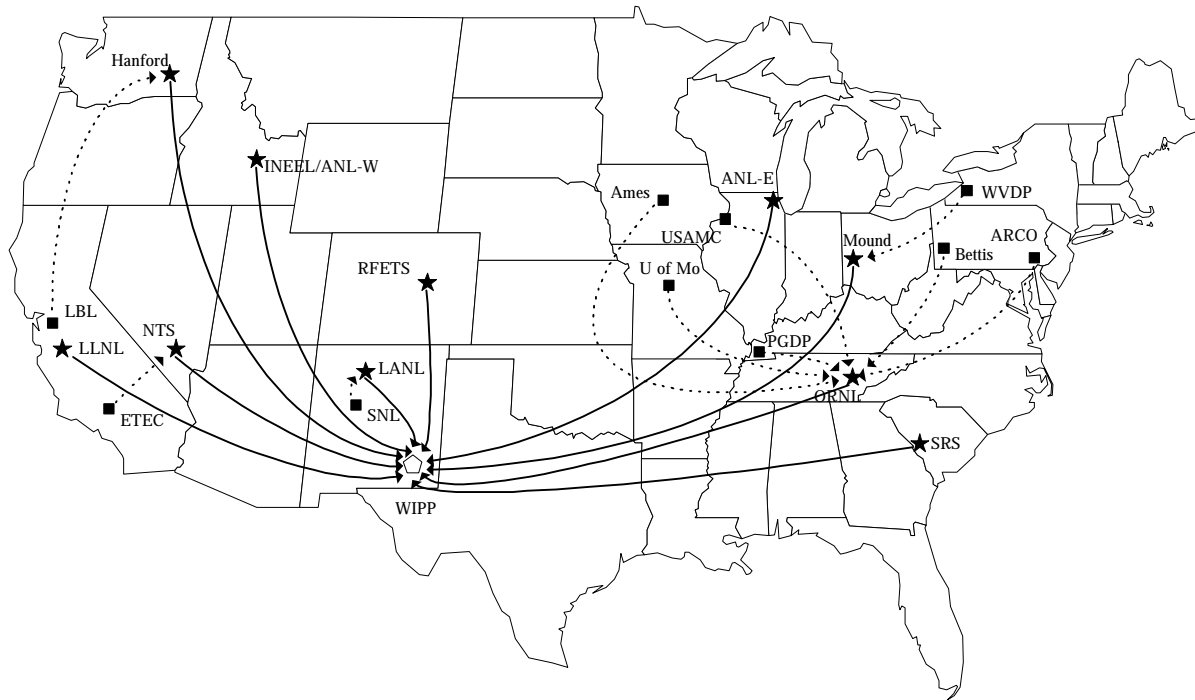 Hanford
INEEL/ANL-W
ANL-E
Ames
WVDP
USAMC
Mound
ARCO
Bettis
RFETS
U of Mo
LBL
NTS
LLNL
PGDP
LANL
ORNL
ETEC
SNL
SRS
WIPP